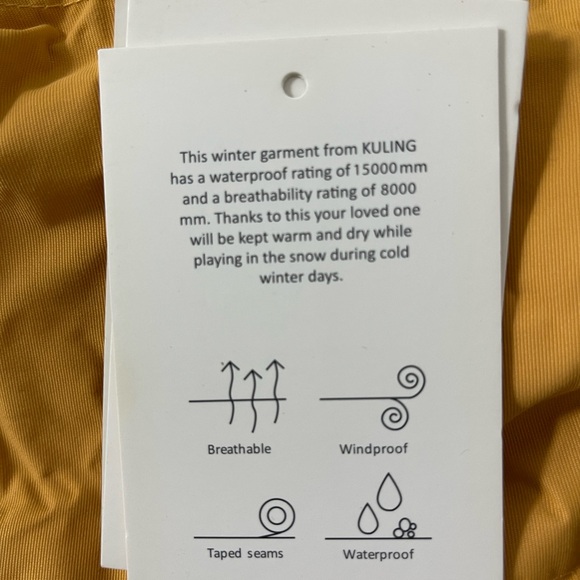 This winter garment from KULING
has a waterproof rating of 15000 mm
and a breathability rating of 8000
mm. Thanks to this your loved one
will be kept warm and dry while
playing in the snow during cold
winter days.
Breathable
Windproof
Taped seams
Waterproof